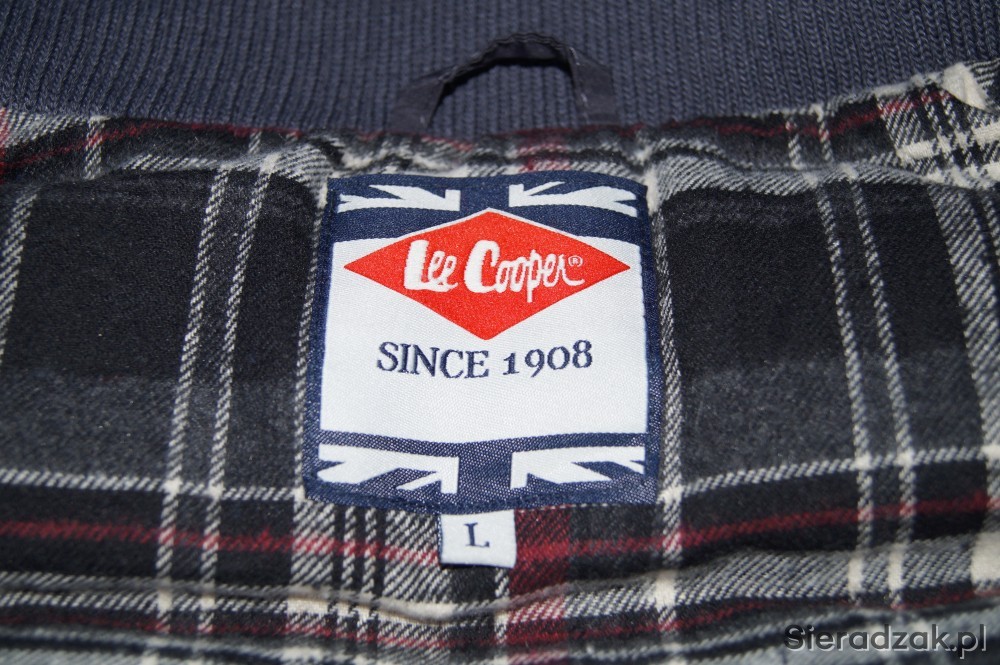 Lee Cooper®
SINCE 1908
L
Sieradzak.pl